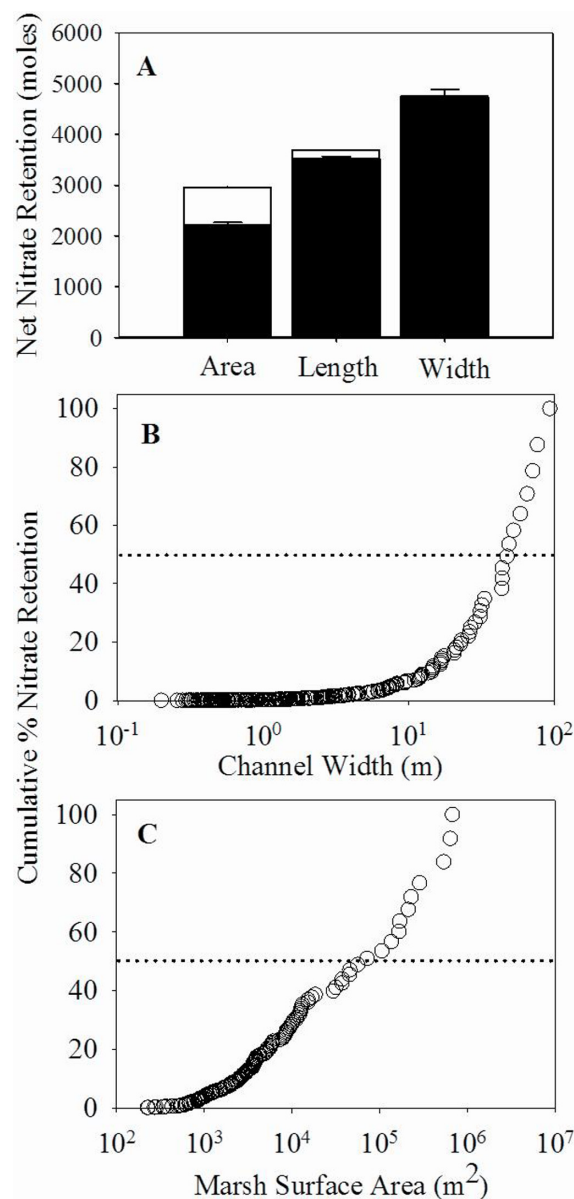 Net Nitrate Retention (moles)
6000
5000
4000
3000
2000
1000
0
A
Area Length Width
Cumulative % Nitrate Retention
100
80
60
40
20
0
B
10-1 100 101 102
Channel Width (m)
100
80
60
40
20
0
C
102 103 104 105 106 107
Marsh Surface Area (m2)